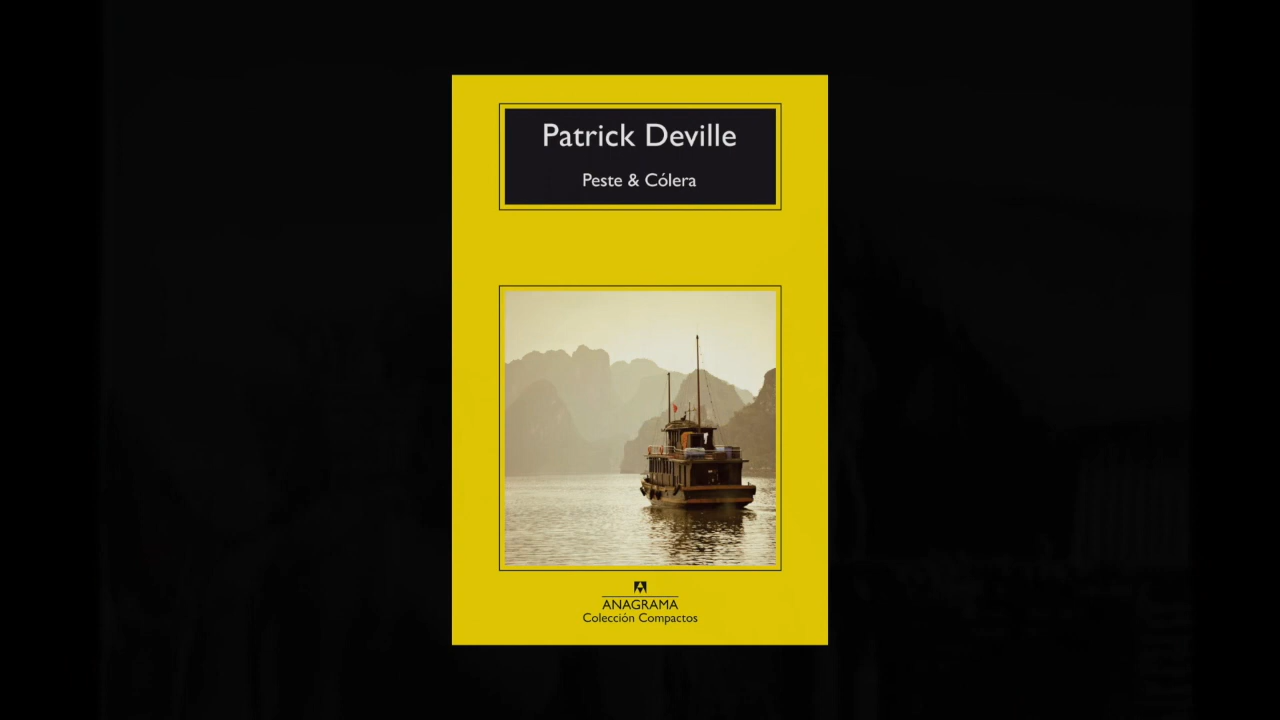 Patrick Deville
Peste & Cólera
ANAGRAMA
Colección Compactos